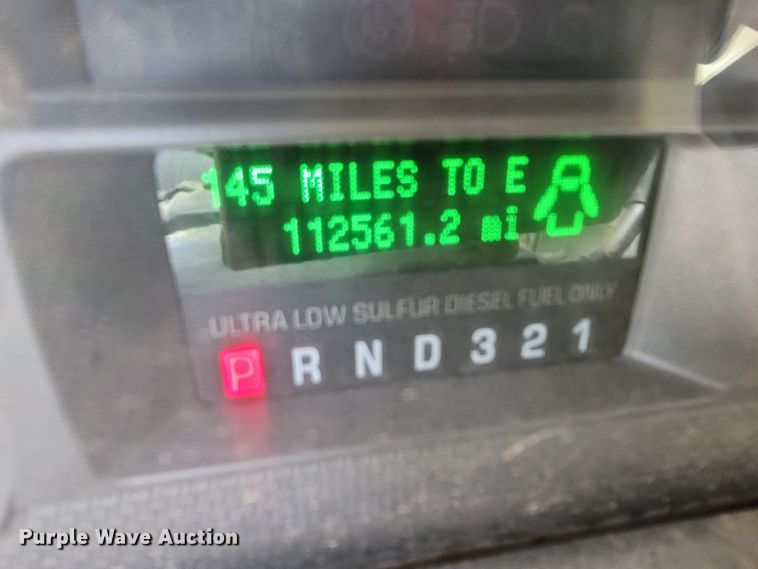 145 MILES TO E
112561.2 mi
ULTRA LOW SULFUR DIESEL FUEL ONLY
P R N D 3 2 1
Purple Wave Auction